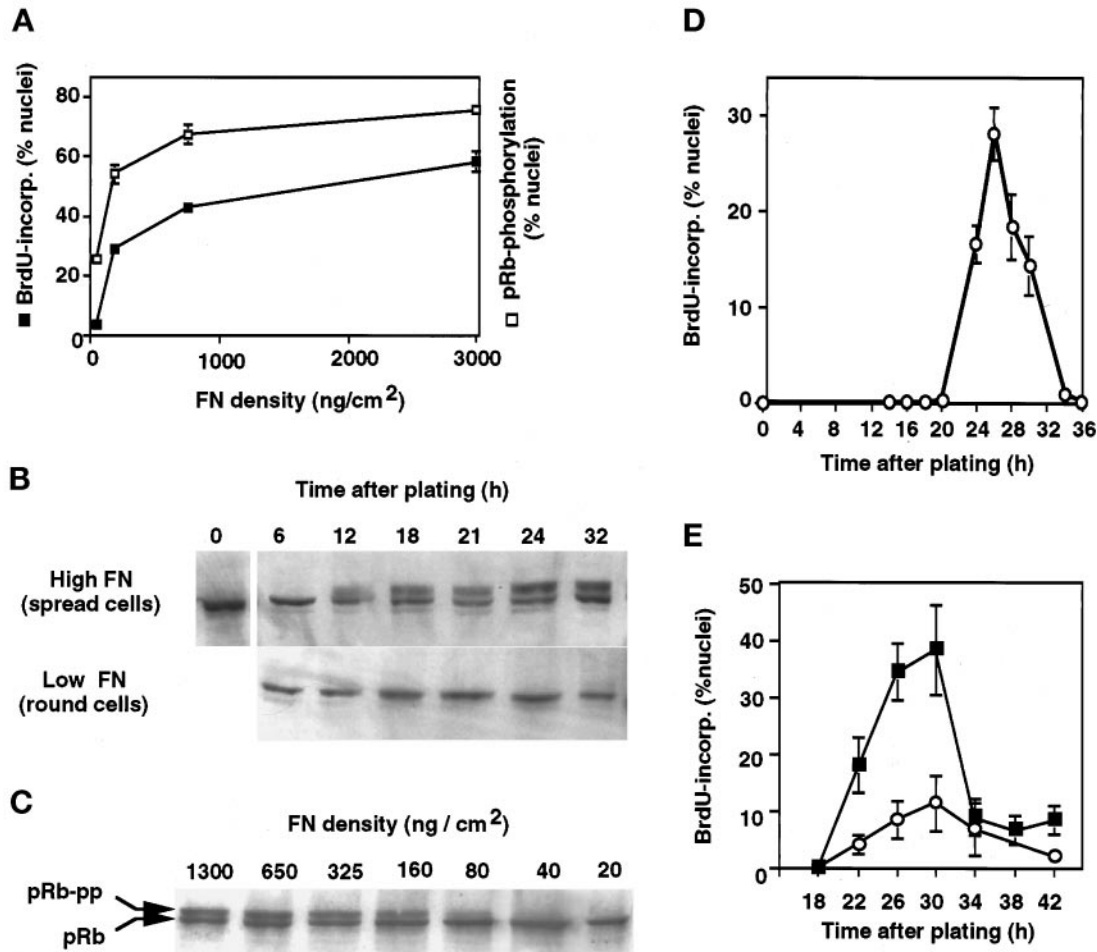 A
■ BrdU-incorp. (% nuclei)
80
60
40
20
0
□ pRb-phosphorylation
(% nuclei)
0 1000 2000 3000
FN density (ng/cm2)
B
Time after plating (h)
0 6 12 18 21 24 32
High FN
(spread cells)
Low FN
(round cells)
C
FN density (ng / cm2)
1300 650 325 160 80 40 20
pRb-pp
pRb
D
BrdU-incorp. (% nuclei)
30
20
10
0
0 4 8 12 16 20 24 28 32 36
Time after plating (h)
E
BrdU-incorp. (%nuclei)
50
40
30
20
10
0
18 22 26 30 34 38 42
Time after plating (h)